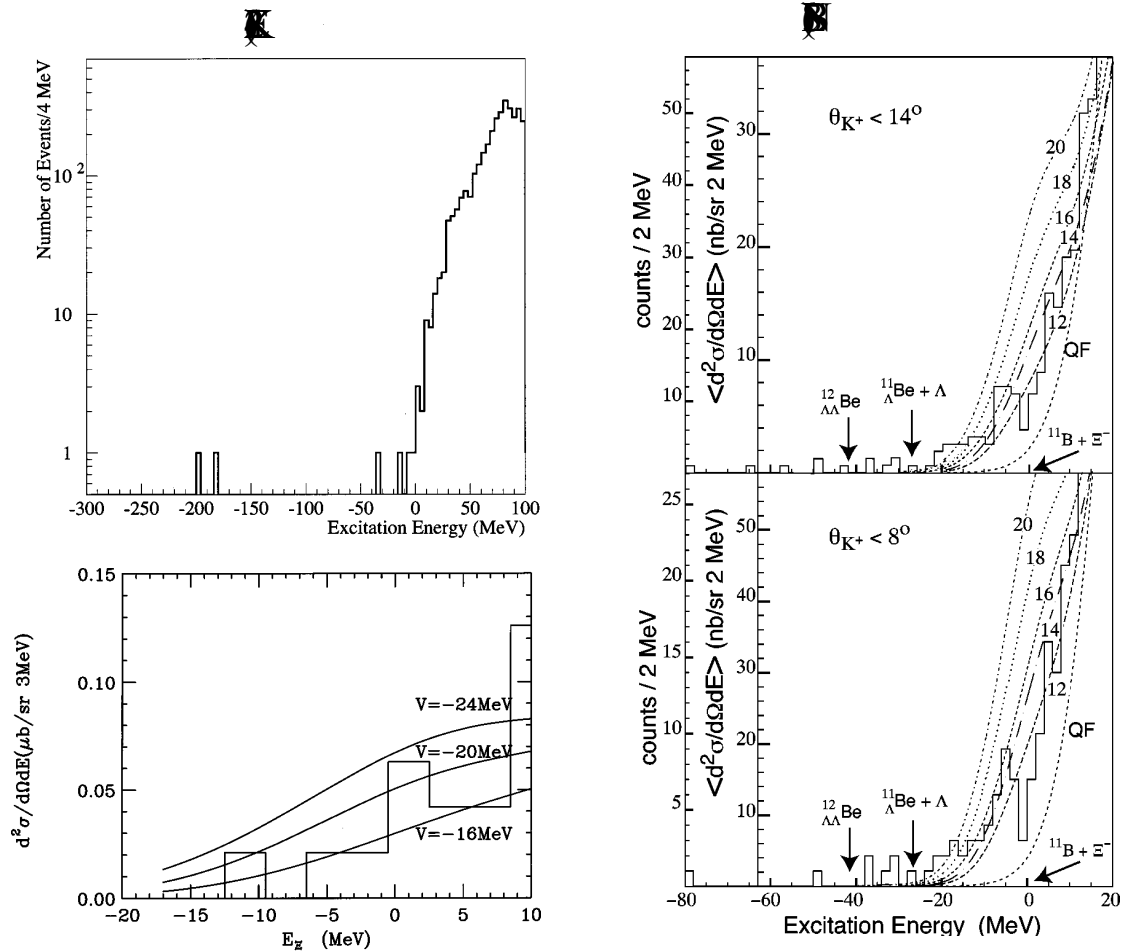 Number of Events/4 MeV
10²
10
1
-300 -250 -200 -150 -100 -50 0 50 100
Excitation Energy (MeV)
d²σ/dΩdE(μb/sr 3MeV)
0.15
0.10
0.05
0.00
V=−24MeV
V=−20MeV
V=−16MeV
−20 −15 −10 −5 0 5 10
E_Ξ (MeV)
counts / 2 MeV
50
40
30
20
10
<d²σ/dΩdE> (nb/sr 2 MeV)
30
20
10
θ_K⁺ < 14°
20
18
16
14
12
QF
¹²_ΛΛBe
¹¹_ΛBe + Λ
¹¹B + Ξ⁻
counts / 2 MeV
25
20
15
10
5
<d²σ/dΩdE> (nb/sr 2 MeV)
50
40
30
20
10
0
θ_K⁺ < 8°
20
18
16
14
12
QF
¹²_ΛΛBe
¹¹_ΛBe + Λ
¹¹B + Ξ⁻
−80 −60 −40 −20 0 20
Excitation Energy (MeV)